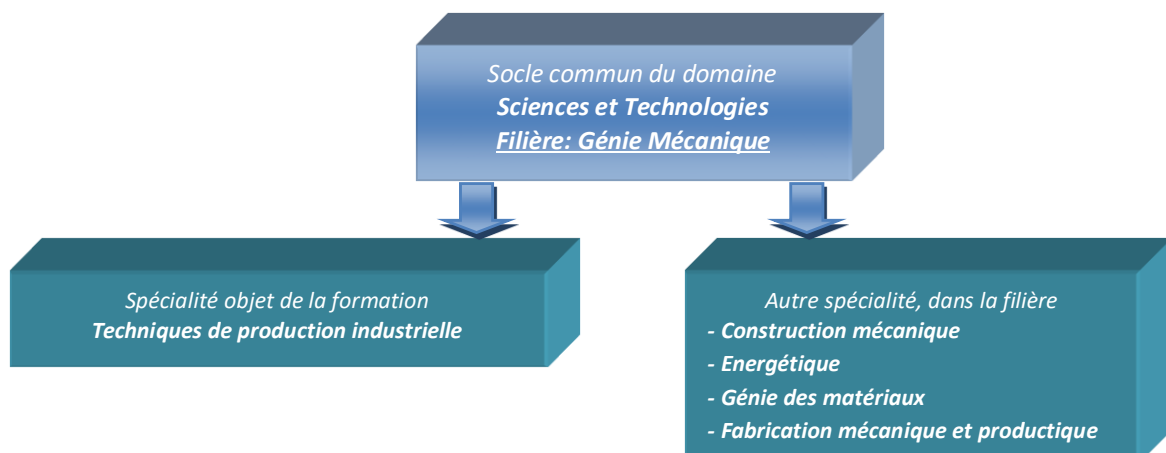 Socle commun du domaine
Sciences et Technologies
Filière: Génie Mécanique
Spécialité objet de la formation
Techniques de production industrielle
Autre spécialité, dans la filière
- Construction mécanique
- Energétique
- Génie des matériaux
- Fabrication mécanique et productique